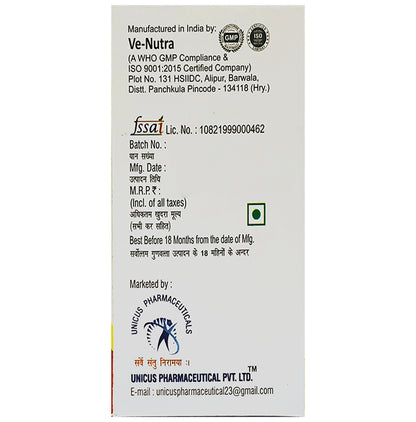 Manufactured in India by:
Ve-Nutra
GMP
ISO
(A WHO GMP Compliance &
ISO 9001:2015 Certified Company)
Plot No. 131 HSIIDC, Alipur, Barwala,
Distt. Panchkula Pincode - 134118 (Hry.)
fssai Lic. No. : 10821999000462
Batch No. :
पान सख्या
Mfg. Date :
उत्पादन तिथि
M.R.P. ₹ :
(Incl. of all taxes)
अधिकतम खुदरा मूल्य
(सभी कर सहित)
Best Before 18 Months from the date of Mfg.
सर्वोत्तम गुणवत्ता उत्पादन के 18 महिनों के अन्दर
Marketed by :
UNICUS PHARMACEUTICALS
सर्वे संतु निरामया :।
UNICUS PHARMACEUTICAL PVT. LTD.™
E-mail : unicuspharmaceutical23@gmail.com